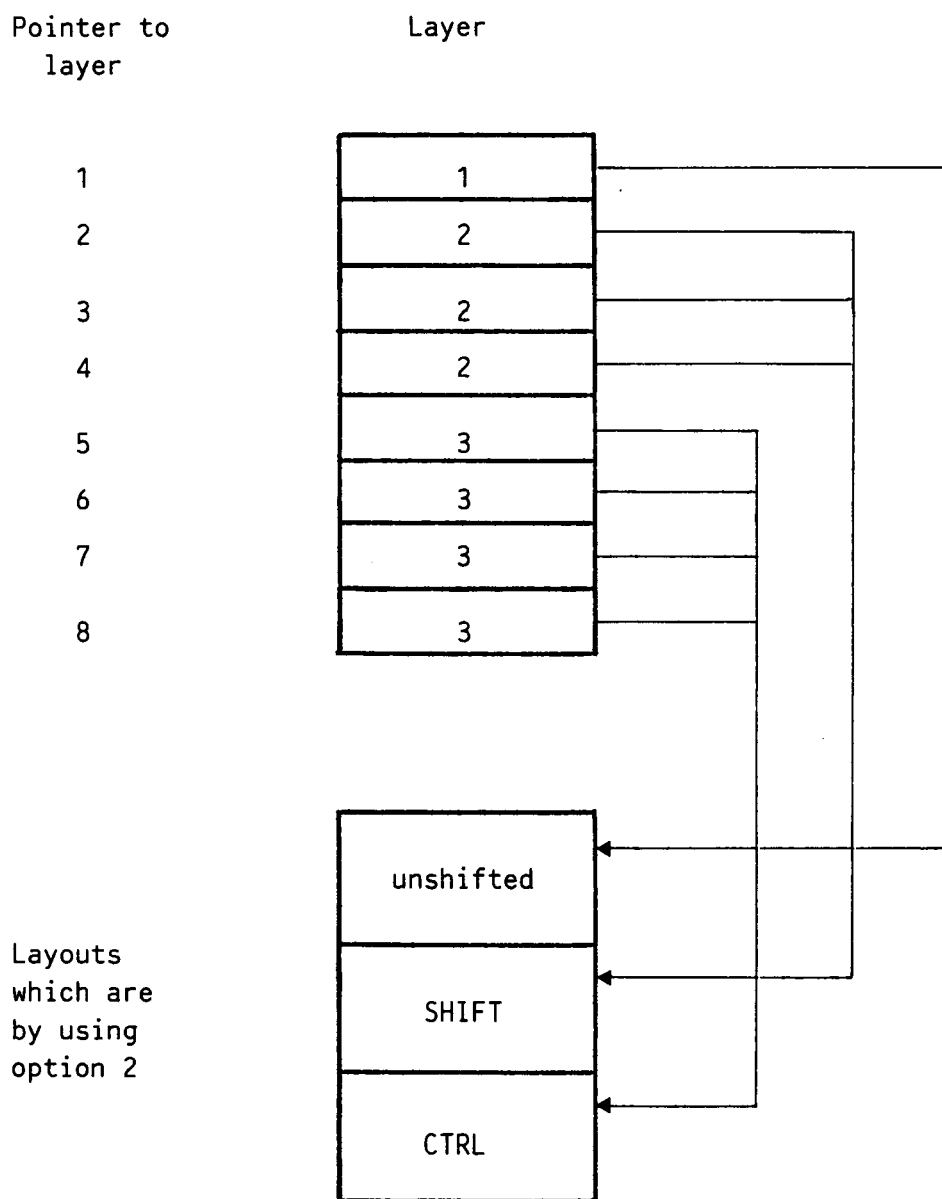 Pointer to Layer
layer
1 1
2 2
3 2
4 2
5 3
6 3
7 3
8 3
unshifted
Layouts
which are
by using
option 2
SHIFT
CTRL